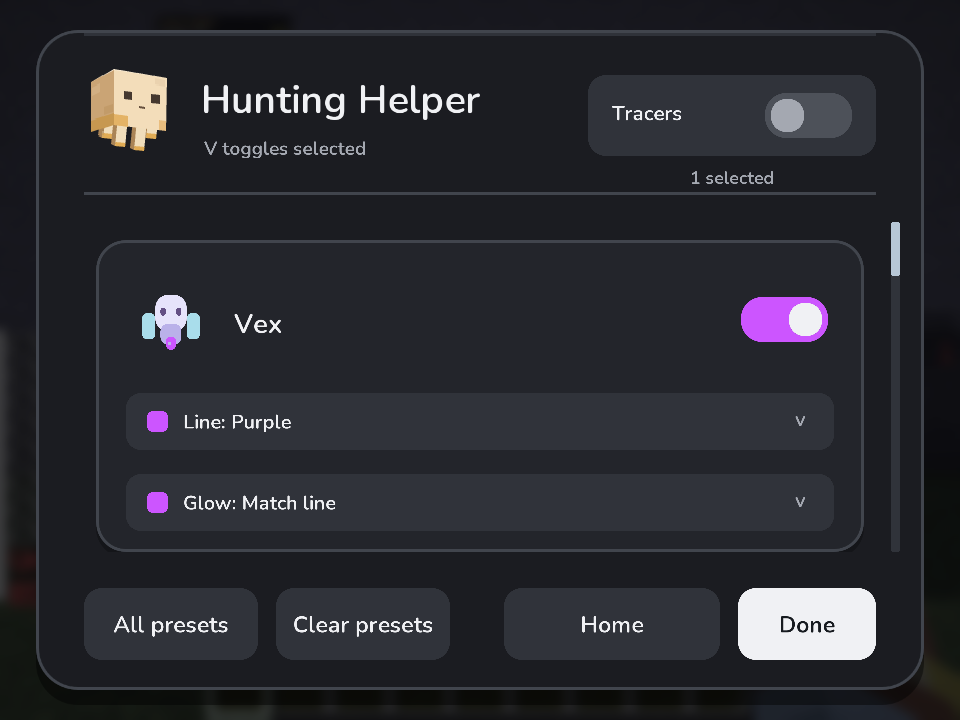 Hunting Helper
V toggles selected
Tracers
1 selected
Vex
Line: Purple
v
Glow: Match line
v
All presets
Clear presets
Home
Done